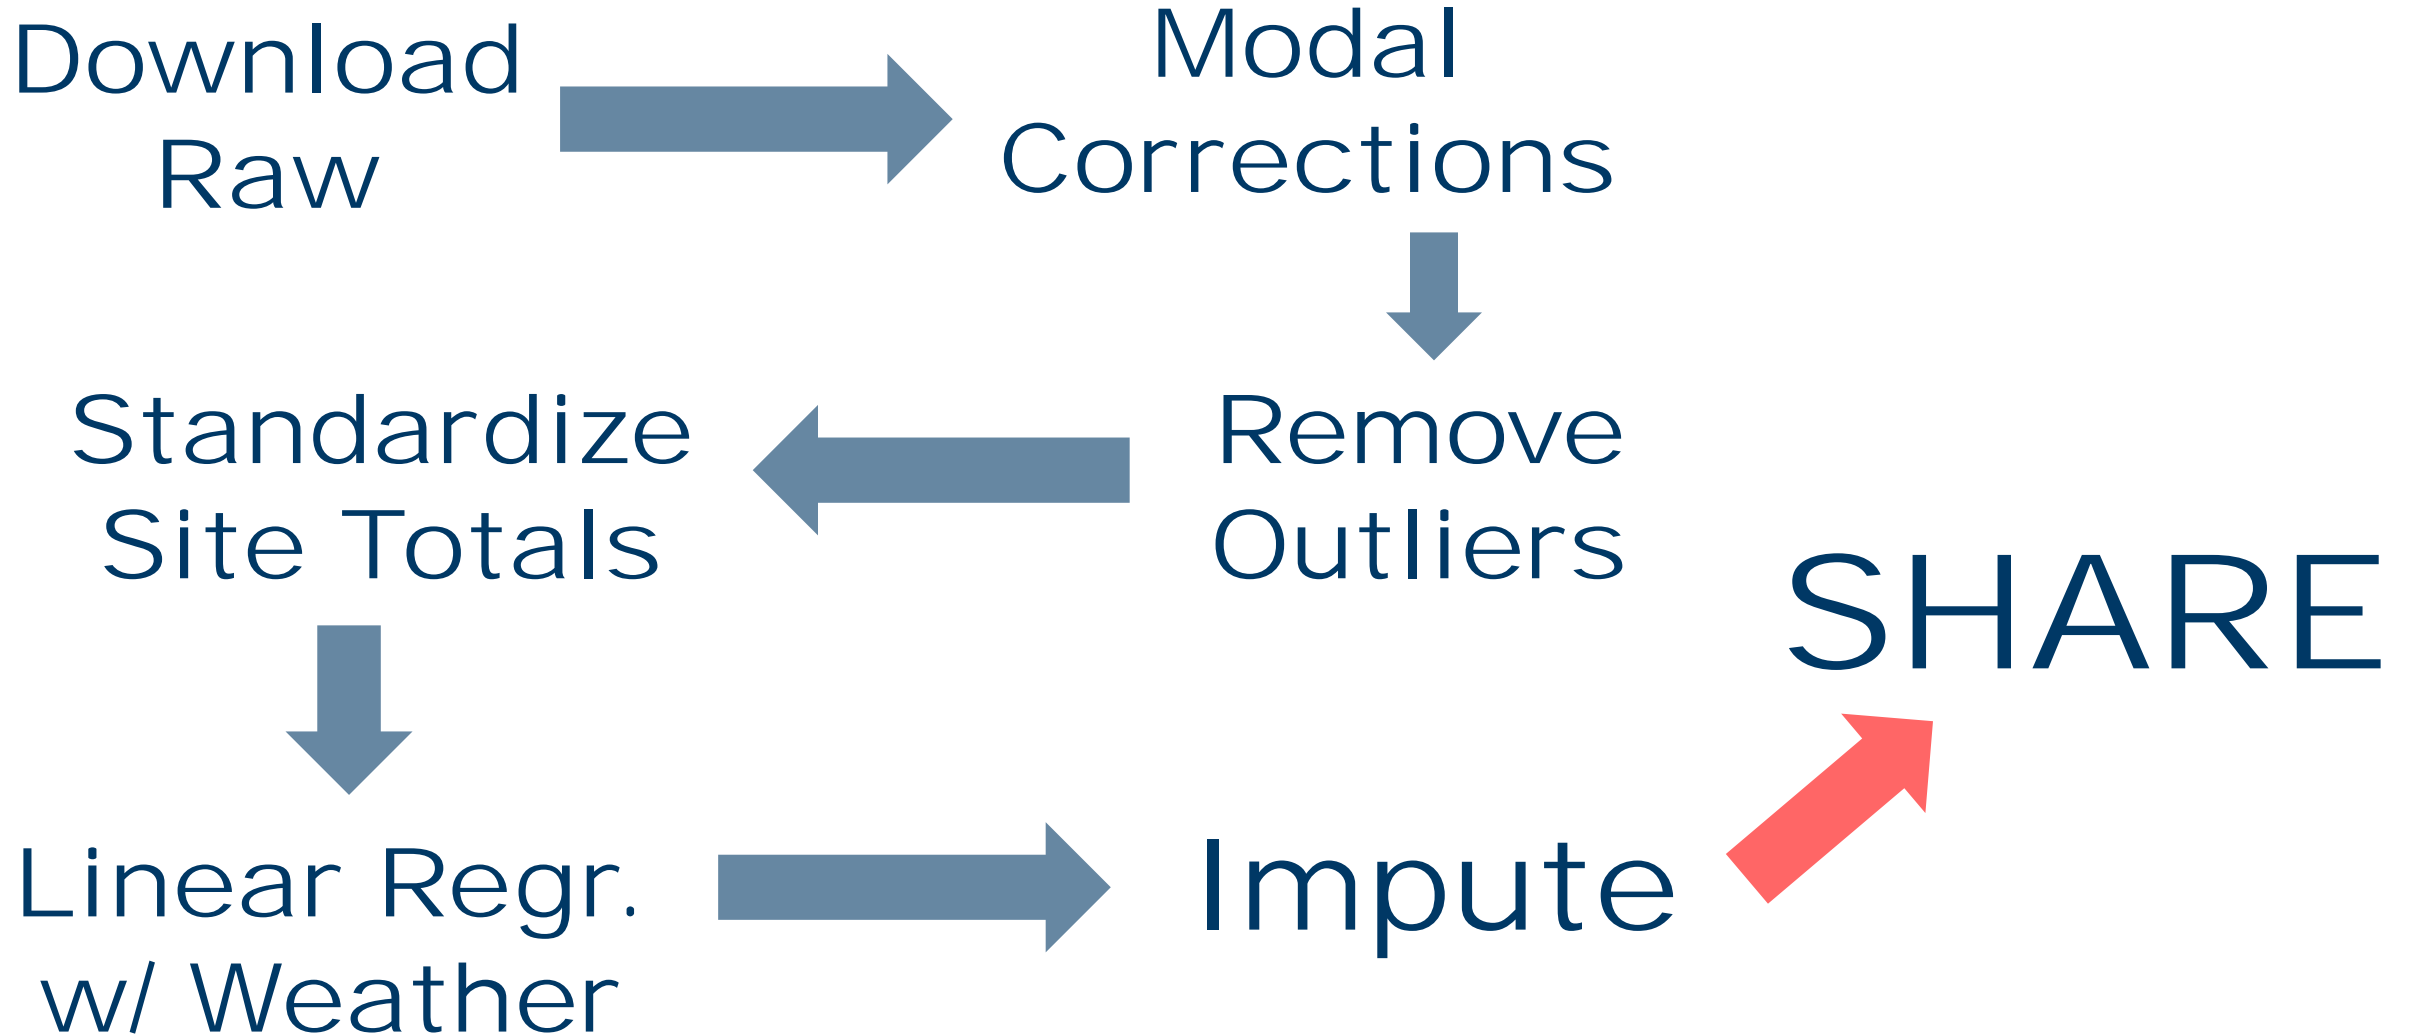 Download
Raw
Modal
Corrections
Remove
Outliers
Standardize
Site Totals
Linear Regr.
w/ Weather
Impute
SHARE